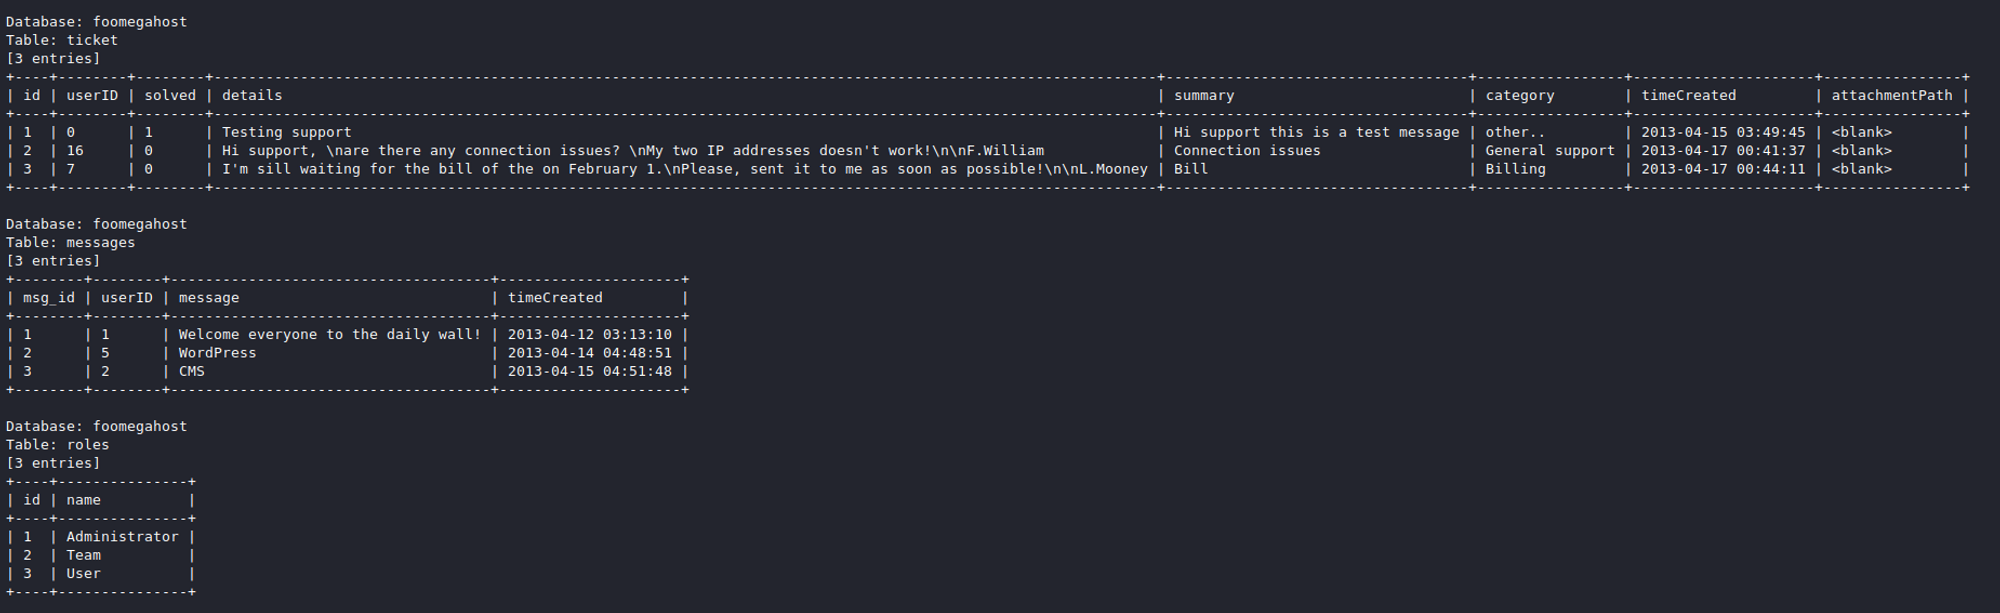 Database: foomegahost
Table: ticket
[3 entries]
+----+--------+--------+-------------------------------------------------------------------------------------------------------------+-----------------------------------+-----------------+---------------------+----------------+
| id | userID | solved | details                                                                                                     | summary                           | category        | timeCreated         | attachmentPath |
+----+--------+--------+-------------------------------------------------------------------------------------------------------------+-----------------------------------+-----------------+---------------------+----------------+
| 1  | 0      | 1      | Testing support                                                                                             | Hi support this is a test message | other..         | 2013-04-15 03:49:45 | <blank>        |
| 2  | 16     | 0      | Hi support, \nare there any connection issues? \nMy two IP addresses doesn't work!\n\nF.William             | Connection issues                 | General support | 2013-04-17 00:41:37 | <blank>        |
| 3  | 7      | 0      | I'm sill waiting for the bill of the on February 1.\nPlease, sent it to me as soon as possible!\n\nL.Mooney | Bill                              | Billing         | 2013-04-17 00:44:11 | <blank>        |
+----+--------+--------+-------------------------------------------------------------------------------------------------------------+-----------------------------------+-----------------+---------------------+----------------+
Database: foomegahost
Table: messages
[3 entries]
+--------+--------+-------------------------------------+---------------------+
| msg_id | userID | message                             | timeCreated         |
+--------+--------+-------------------------------------+---------------------+
| 1      | 1      | Welcome everyone to the daily wall! | 2013-04-12 03:13:10 |
| 2      | 5      | WordPress                           | 2013-04-14 04:48:51 |
| 3      | 2      | CMS                                 | 2013-04-15 04:51:48 |
+--------+--------+-------------------------------------+---------------------+
Database: foomegahost
Table: roles
[3 entries]
+----+---------------+
| id | name          |
+----+---------------+
| 1  | Administrator |
| 2  | Team          |
| 3  | User          |
+----+---------------+